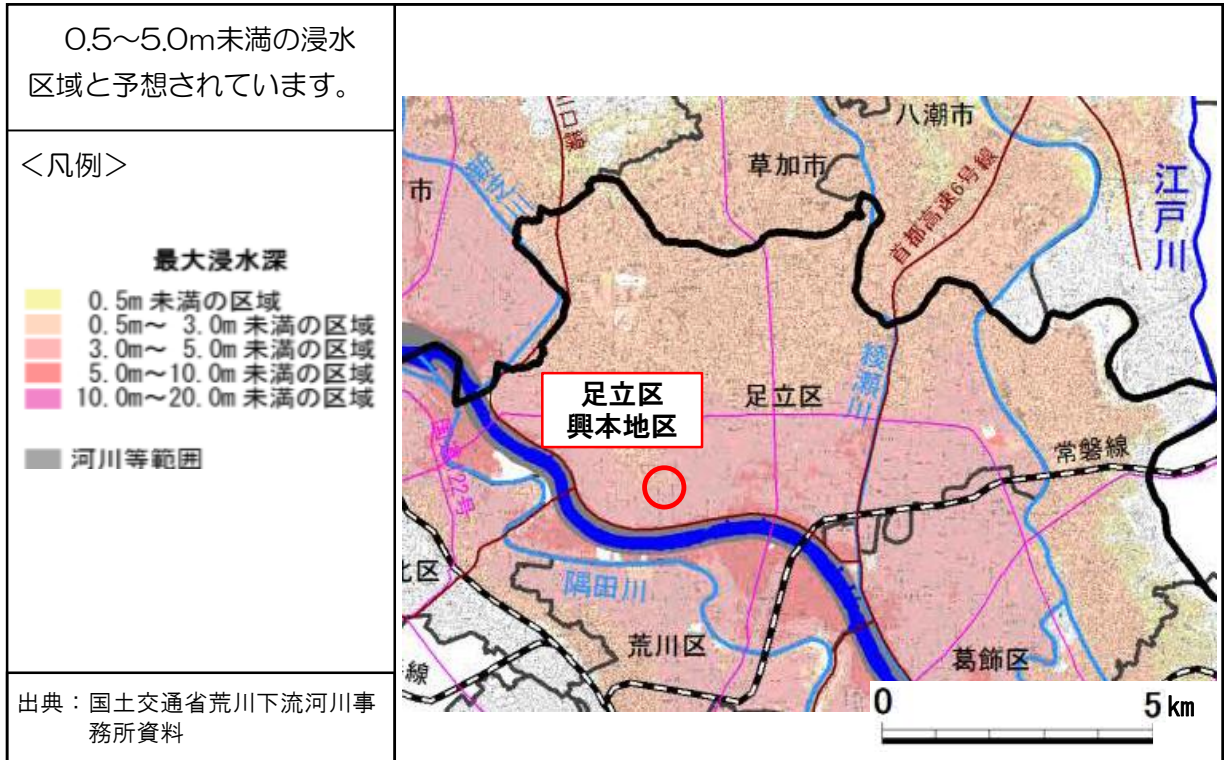 0.5～5.0m未満の浸水
区域と予想されています。
＜凡例＞
最大浸水深
0.5m 未満の区域
0.5m～ 3.0m 未満の区域
3.0m～ 5.0m 未満の区域
5.0m～10.0m 未満の区域
10.0m～20.0m 未満の区域
河川等範囲
出典：国土交通省荒川下流河川事
務所資料
八潮市
川口線
草加市
市
首都高速6号線
江戸川
綾瀬川
足立区
興本地区
足立区
常磐線
北区
隅田川
荒川区
葛飾区
線
0
5 km